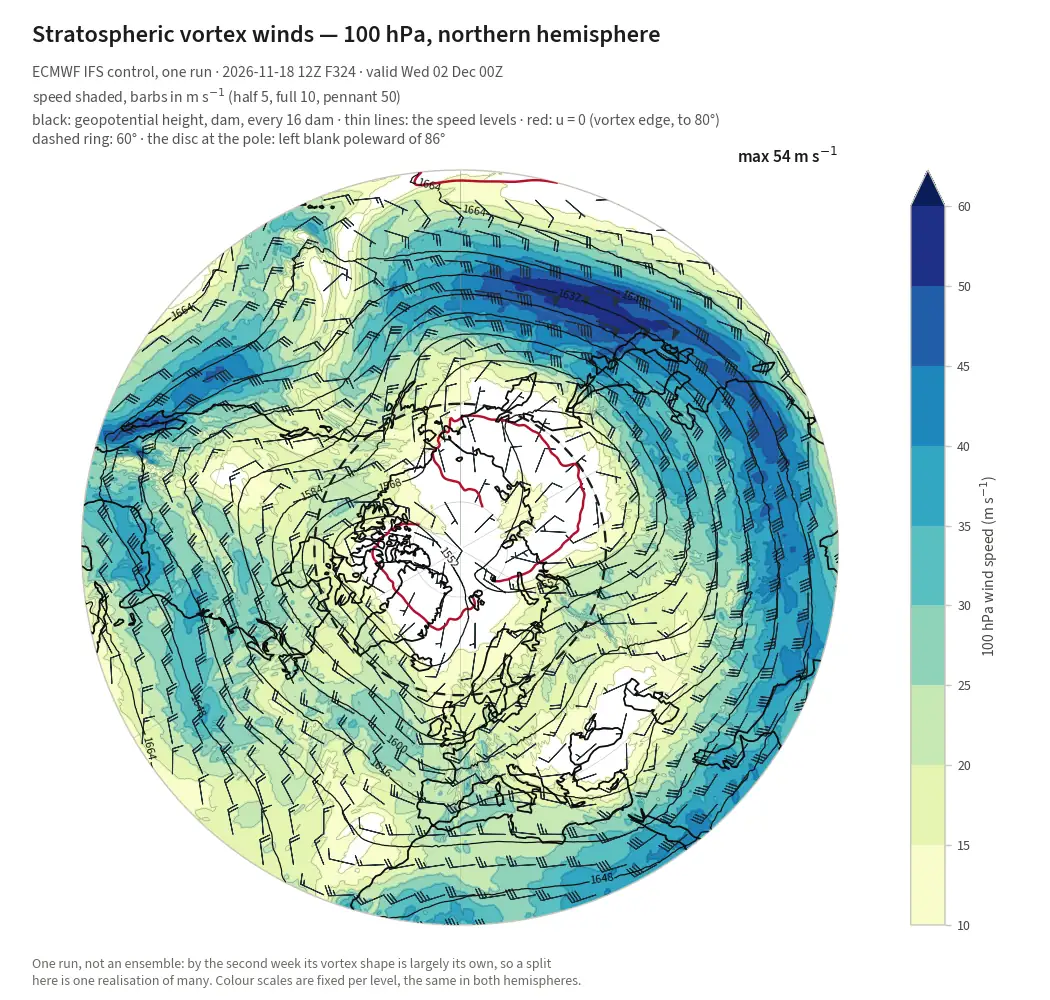 Stratospheric vortex winds — 100 hPa, northern hemisphere
ECMWF IFS control, one run · 2026-11-18 12Z F324 · valid Wed 02 Dec 00Z
speed shaded, barbs in m s⁻¹ (half 5, full 10, pennant 50)
black: geopotential height, dam, every 16 dam · thin lines: the speed levels · red: u = 0 (vortex edge, to 80°)
dashed ring: 60° · the disc at the pole: left blank poleward of 86°
max 54 m s⁻¹
1664
1664
1664
1632
1568
1584
1552
1600
1616
1664
1648
60
50
45
40
35
30
25
20
15
10
100 hPa wind speed (m s⁻¹)
One run, not an ensemble: by the second week its vortex shape is largely its own, so a split
here is one realisation of many. Colour scales are fixed per level, the same in both hemispheres.